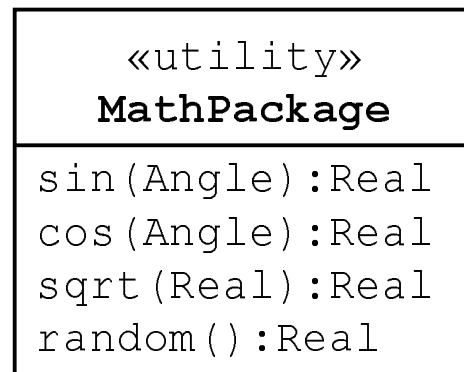 «utility»
MathPackage
sin(Angle):Real
cos(Angle):Real
sqrt(Real):Real
random():Real